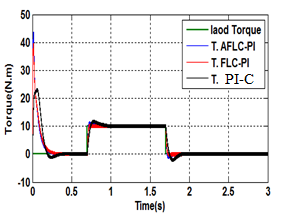 50
40
30
20
10
0
-10
Torque(N.m)
laod Torque
T. AFLC-PI
T. FLC-PI
T. PI-C
0 0.5 1 1.5 2 2.5 3
Time(s)